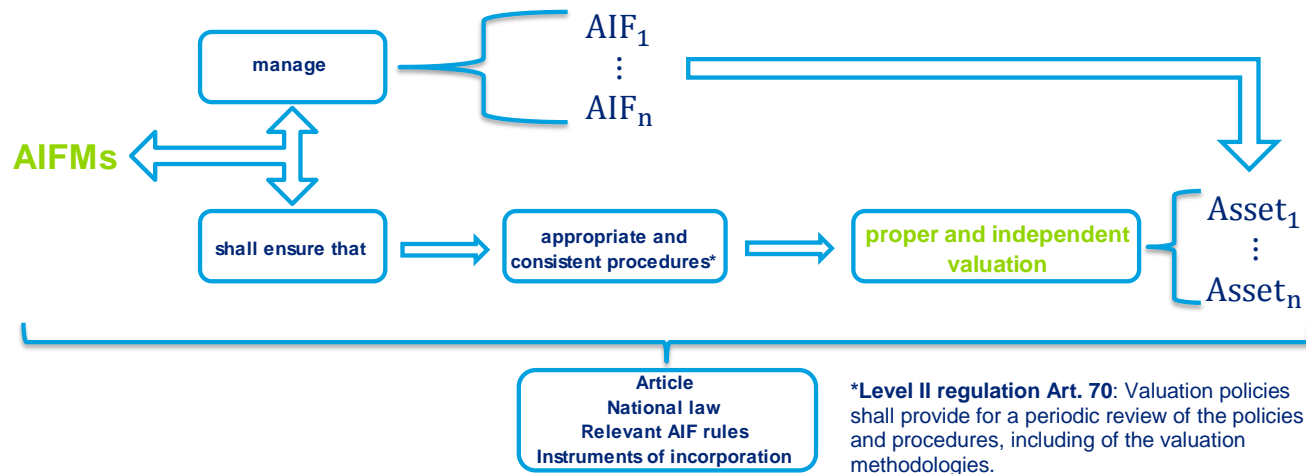 manage
AIF₁
⋮
AIFₙ
AIFMs
shall ensure that
appropriate and
consistent procedures*
proper and independent
valuation
Asset₁
⋮
Assetₙ
Article
National law
Relevant AIF rules
Instruments of incorporation
*Level II regulation Art. 70: Valuation policies
shall provide for a periodic review of the policies
and procedures, including of the valuation
methodologies.